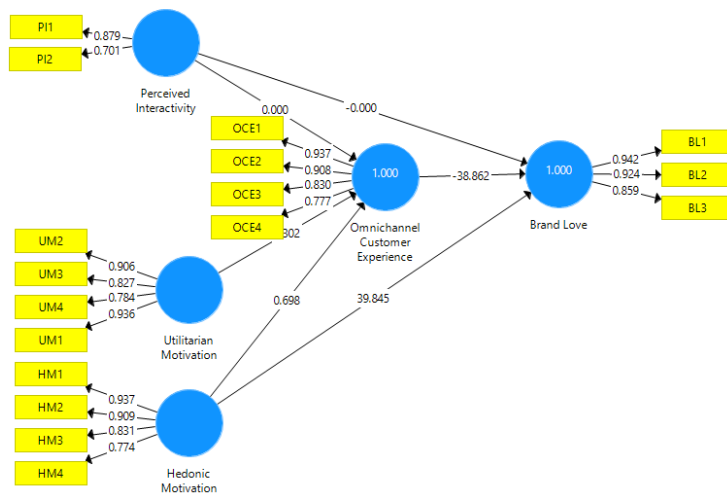 PI1
0.879
PI2
0.701
Perceived
Interactivity
0.000
-0.000
OCE1
0.937
OCE2
0.908
OCE3
0.830
OCE4
0.777
302
1.000
Omnichannel
Customer
Experience
-38.862
1.000
Brand Love
0.942
BL1
0.924
BL2
0.859
BL3
UM2
0.906
UM3
0.827
UM4
0.784
UM1
0.936
Utilitarian
Motivation
0.698
39.845
HM1
0.937
HM2
0.909
HM3
0.831
HM4
0.774
Hedonic
Motivation